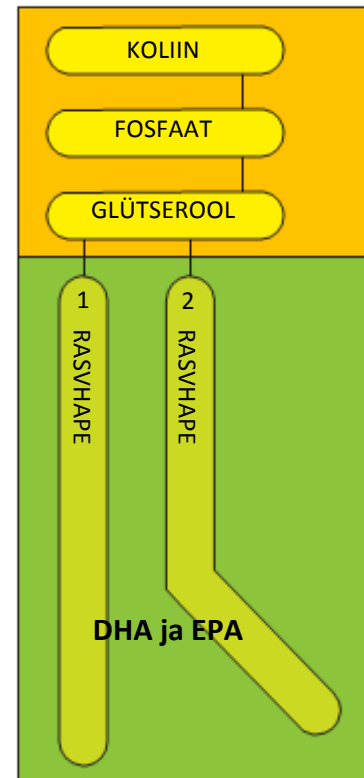 KOLIIN
FOSFAAT
GLÜTSEROOL
1 RASVHAPE
2 RASVHAPE
DHA ja EPA